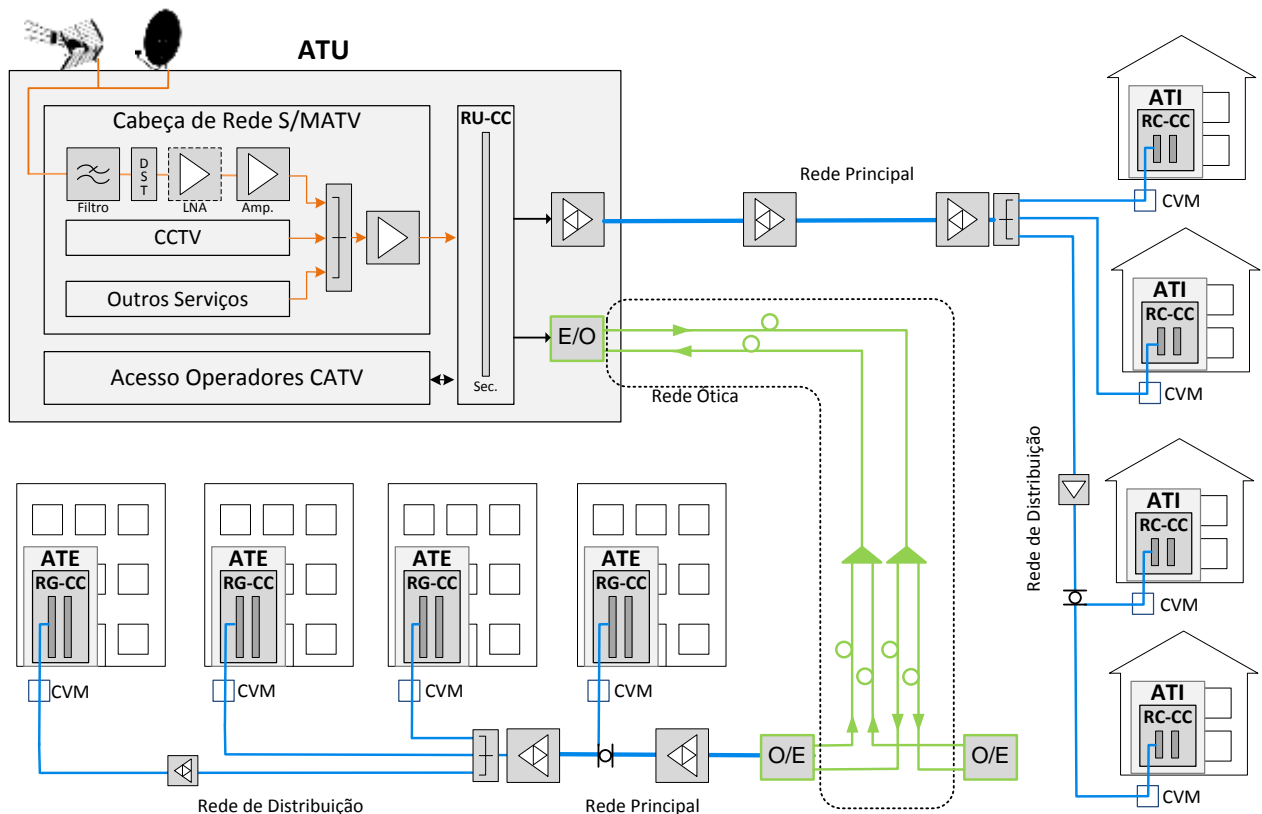 ATU
Cabeça de Rede S/MATV
D
S
T
Filtro
LNA
Amp.
CCTV
Outros Serviços
Acesso Operadores CATV
RU-CC
Sec.
E/O
Rede Ótica
Rede Principal
ATI
RC-CC
CVM
ATI
RC-CC
CVM
Rede de Distribuição
ATI
RC-CC
CVM
ATI
RC-CC
CVM
ATE
RG-CC
CVM
ATE
RG-CC
CVM
ATE
RG-CC
CVM
ATE
RG-CC
CVM
O/E
O/E
Rede de Distribuição
Rede Principal